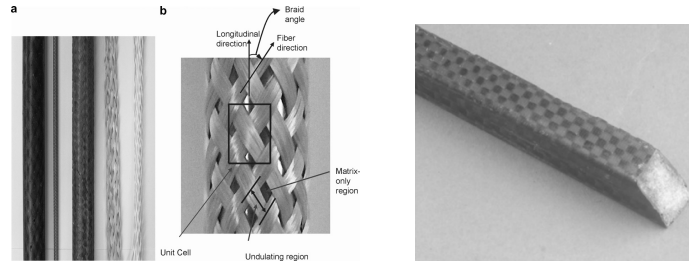 a
b
Braid
angle
Longitudinal
direction
Fiber
direction
Matrix-
only
region
Unit Cell
Undulating region